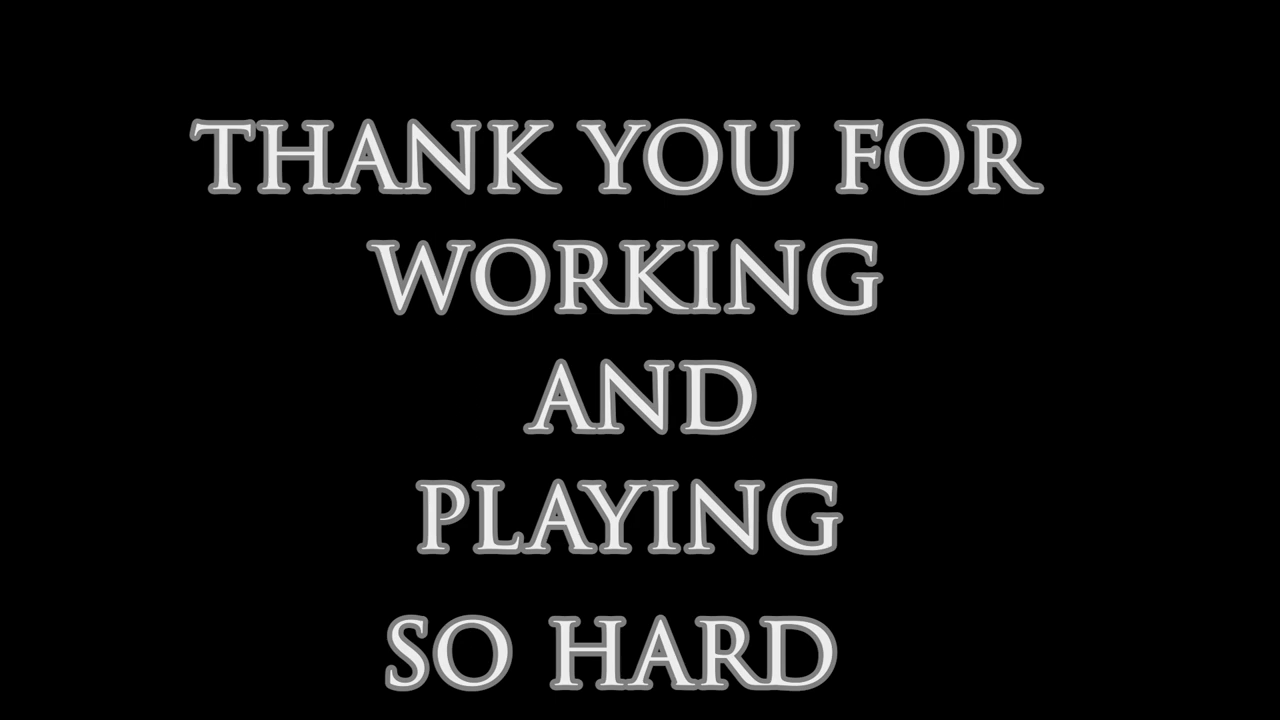 THANK YOU FOR
WORKING
AND
PLAYING
SO HARD